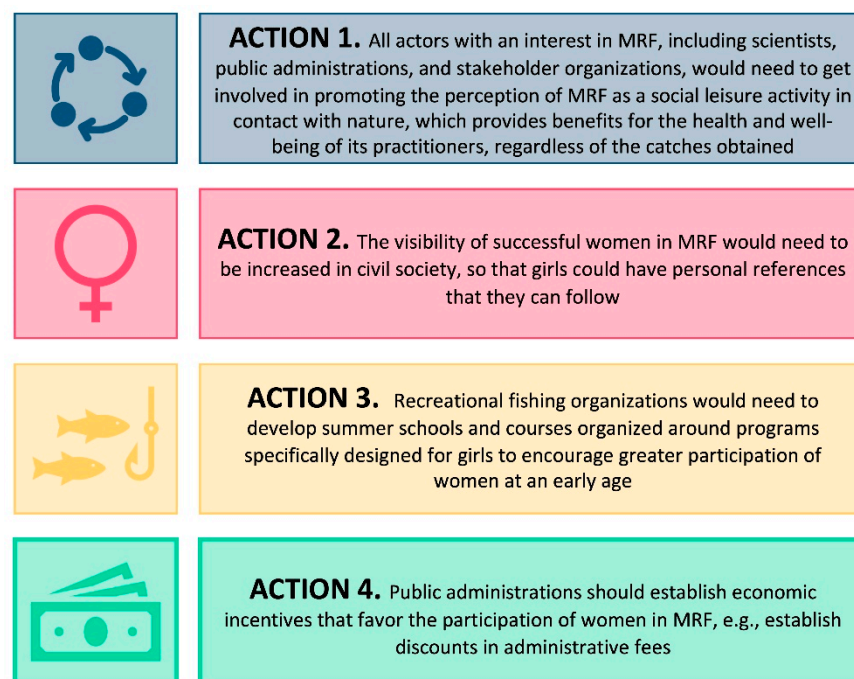 ACTION 1. All actors with an interest in MRF, including scientists,
public administrations, and stakeholder organizations, would need to get
involved in promoting the perception of MRF as a social leisure activity in
contact with nature, which provides benefits for the health and well-
being of its practitioners, regardless of the catches obtained
ACTION 2. The visibility of successful women in MRF would need to
be increased in civil society, so that girls could have personal references
that they can follow
ACTION 3. Recreational fishing organizations would need to
develop summer schools and courses organized around programs
specifically designed for girls to encourage greater participation of
women at an early age
ACTION 4. Public administrations should establish economic
incentives that favor the participation of women in MRF, e.g., establish
discounts in administrative fees